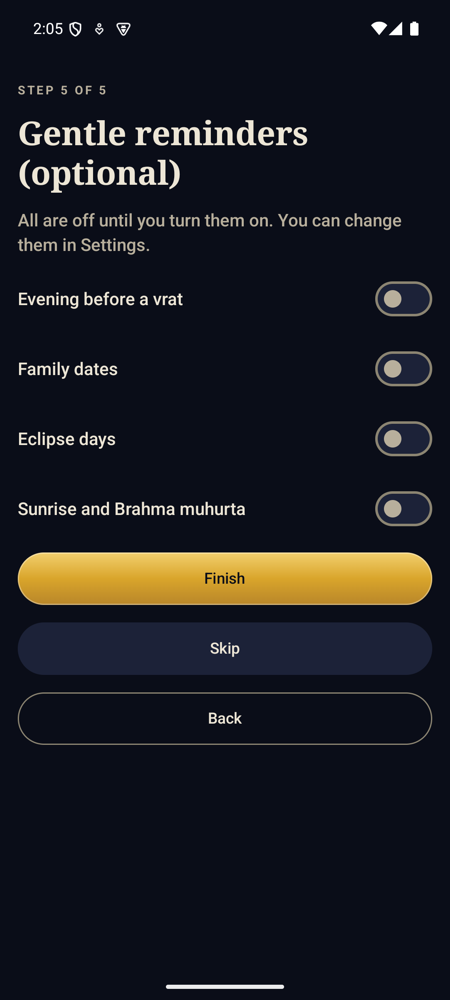 2:05
STEP 5 OF 5
Gentle reminders
(optional)
All are off until you turn them on. You can change
them in Settings.
Evening before a vrat
Family dates
Eclipse days
Sunrise and Brahma muhurta
Finish
Skip
Back